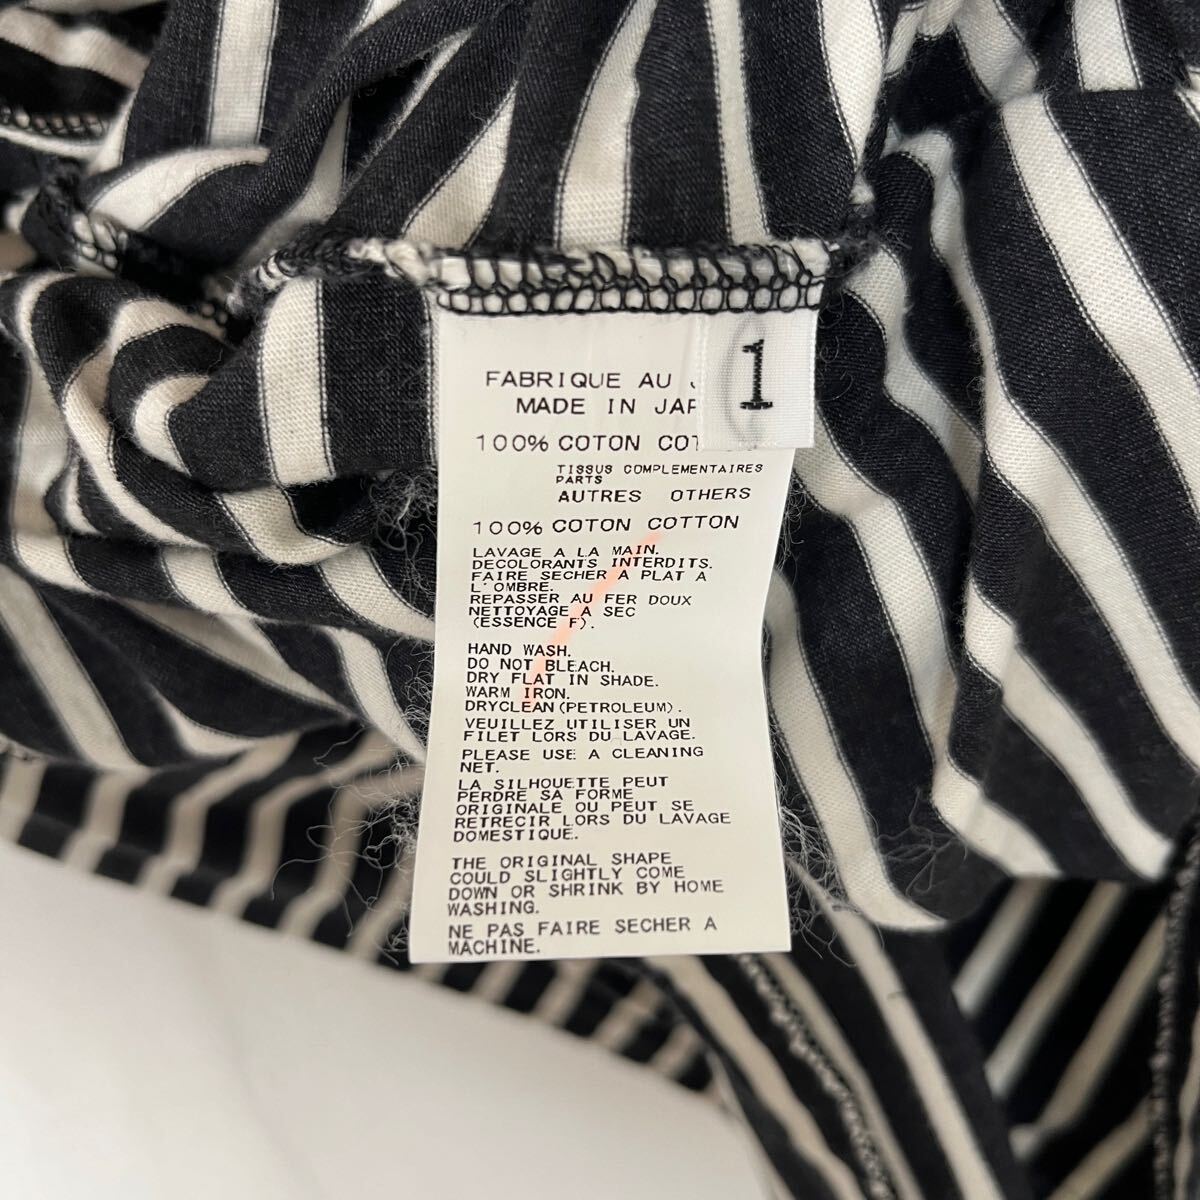 1
FABRIQUE AU
MADE IN JAP
100% COTON COT
TISSUS COMPLEMENTAIRES
PARTS
AUTRES OTHERS
100% COTON COTTON
LAVAGE A LA MAIN.
DECOLORANTS INTERDITS.
FAIRE SECHER A PLAT A
L'OMBRE.
REPASSER AU FER DOUX
NETTOYAGE A SEC
(ESSENCE F).
HAND WASH.
DO NOT BLEACH.
DRY FLAT IN SHADE.
WARM IRON.
DRYCLEAN(PETROLEUM).
VEUILLEZ UTILISER UN
FILET LORS DU LAVAGE.
PLEASE USE A CLEANING
NET.
LA SILHOUETTE PEUT
PERDRE SA FORME
ORIGINALE OU PEUT SE
RETRECIR LORS DU LAVAGE
DOMESTIQUE.
THE ORIGINAL SHAPE
COULD SLIGHTLY COME
DOWN OR SHRINK BY HOME
WASHING.
NE PAS FAIRE SECHER A
MACHINE.